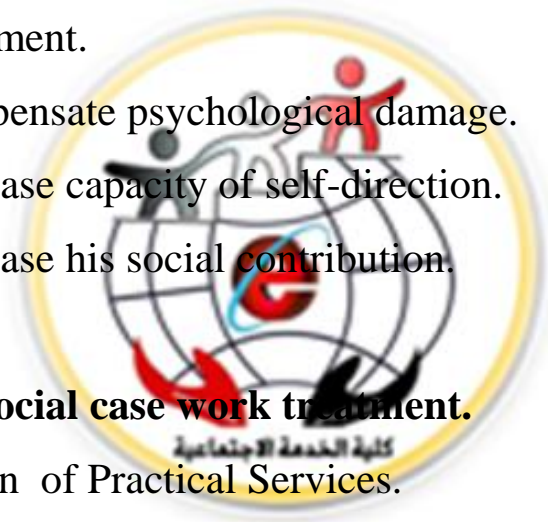 ment.
pensate psychological damage.
ase capacity of self-direction.
ase his social contribution.
ocial case work treatment.
كلية الخدمة الاجتماعية
n of Practical Services.